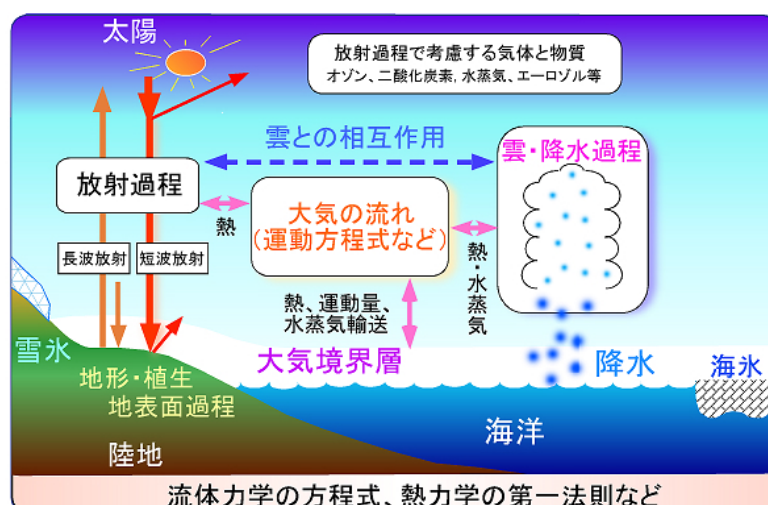 太陽
放射過程で考慮する気体と物質
オゾン、二酸化炭素, 水蒸気、エーロゾル等
雲との相互作用
雲・降水過程
放射過程
熱
大気の流れ
(運動方程式など)
熱・水蒸気
長波放射
短波放射
熱、運動量、
水蒸気輸送
大気境界層
雪氷
地形・植生
地表面過程
降水
海氷
海洋
陸地
流体力学の方程式、熱力学の第一法則など